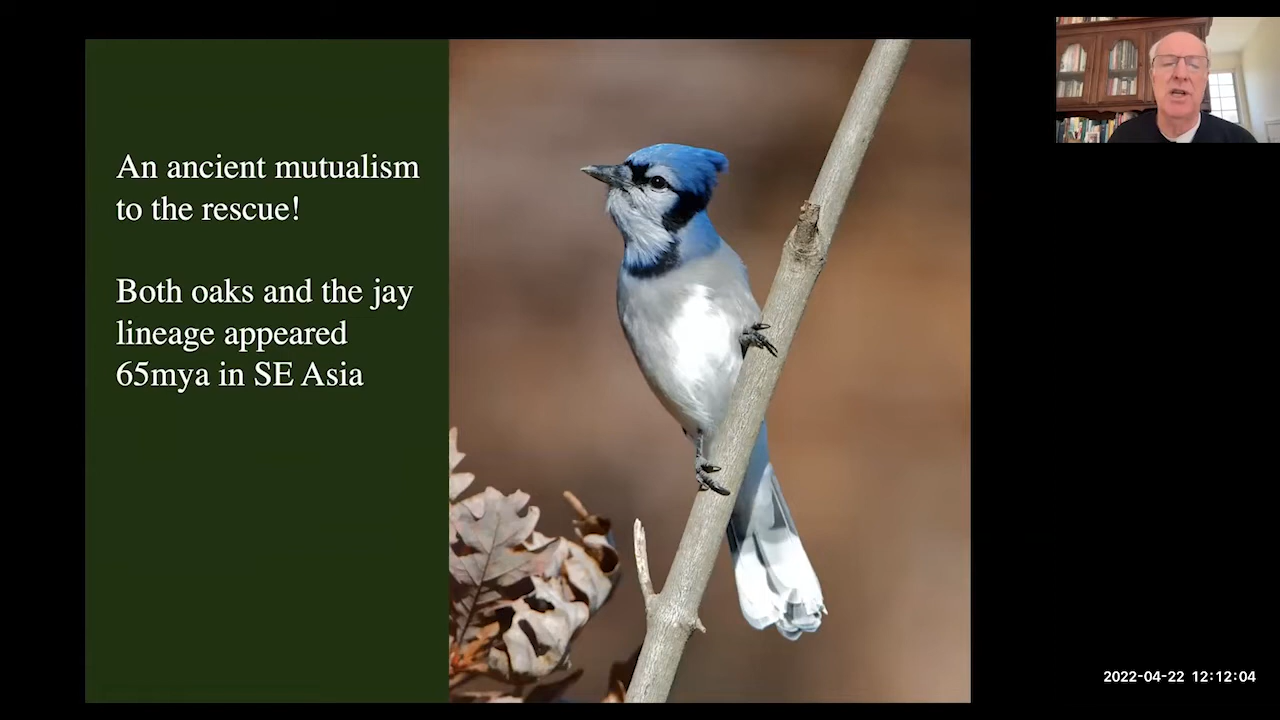 An ancient mutualism
to the rescue!
Both oaks and the jay
lineage appeared
65mya in SE Asia
2022-04-22 12:12:04